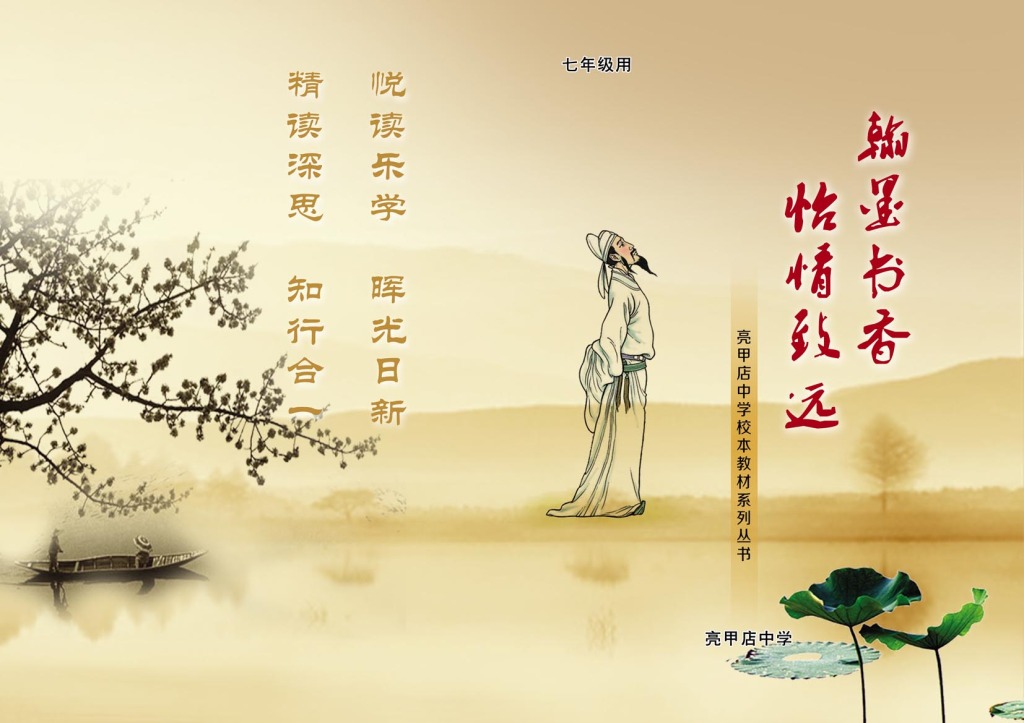 七年级用
翰墨书香
怡情致远
亮甲店中学校本教材系列丛书
亮甲店中学
悦读乐学 晖光日新
精读深思 知行合一